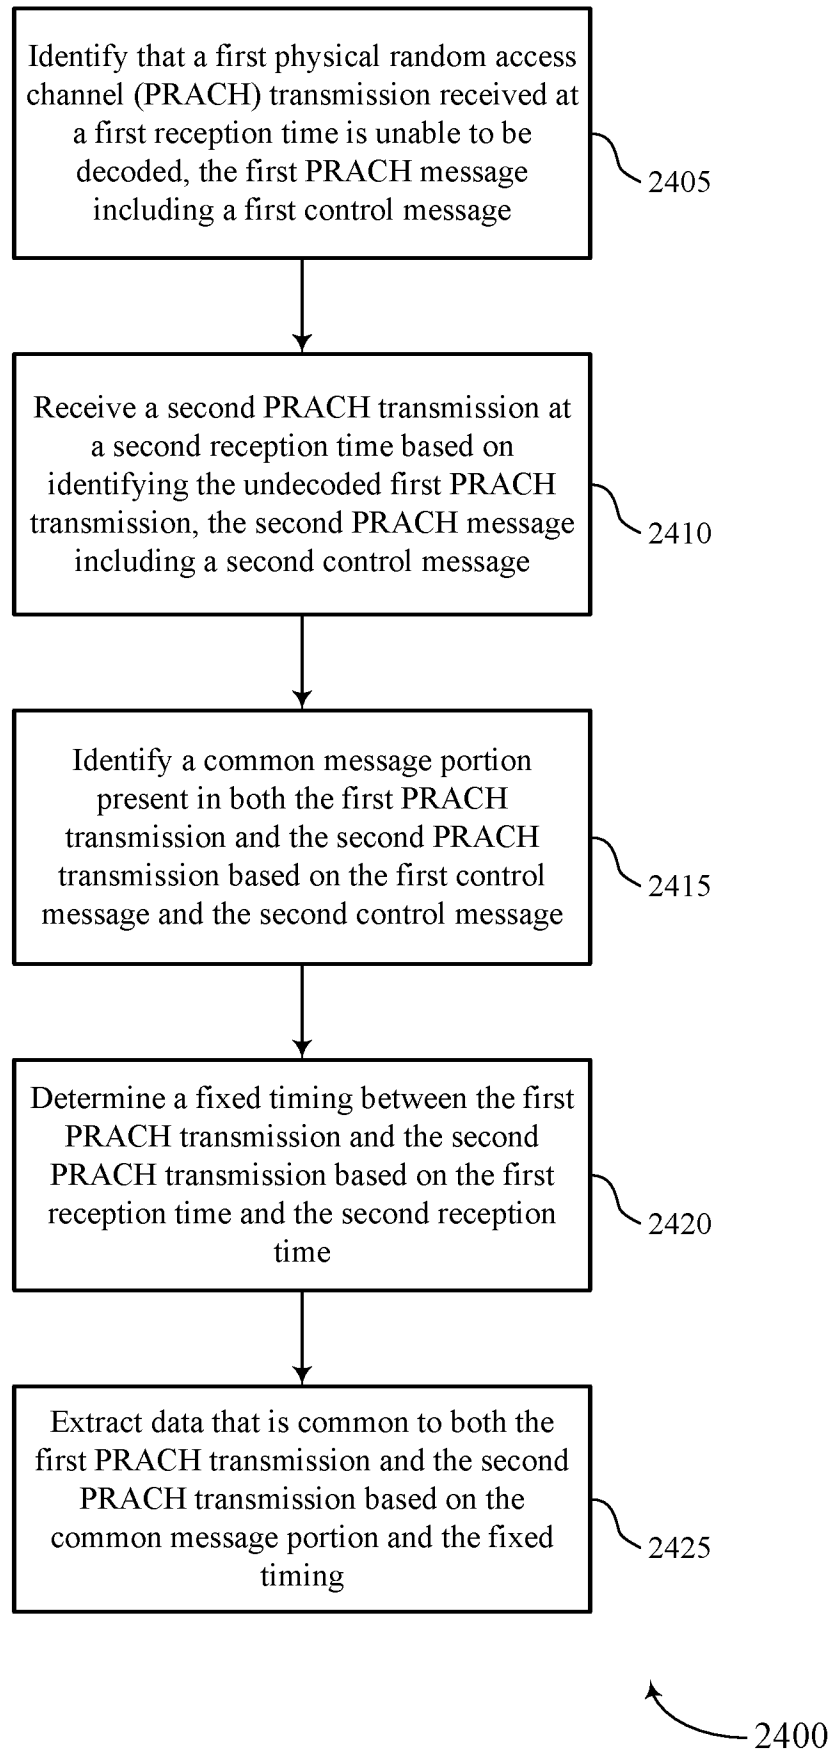 Identify that a first physical random access
channel (PRACH) transmission received at
a first reception time is unable to be
decoded, the first PRACH message
including a first control message
2405
Receive a second PRACH transmission at
a second reception time based on
identifying the undecoded first PRACH
transmission, the second PRACH message
including a second control message
2410
Identify a common message portion
present in both the first PRACH
transmission and the second PRACH
transmission based on the first control
message and the second control message
2415
Determine a fixed timing between the first
PRACH transmission and the second
PRACH transmission based on the first
reception time and the second reception
time
2420
Extract data that is common to both the
first PRACH transmission and the second
PRACH transmission based on the
common message portion and the fixed
timing
2425
2400